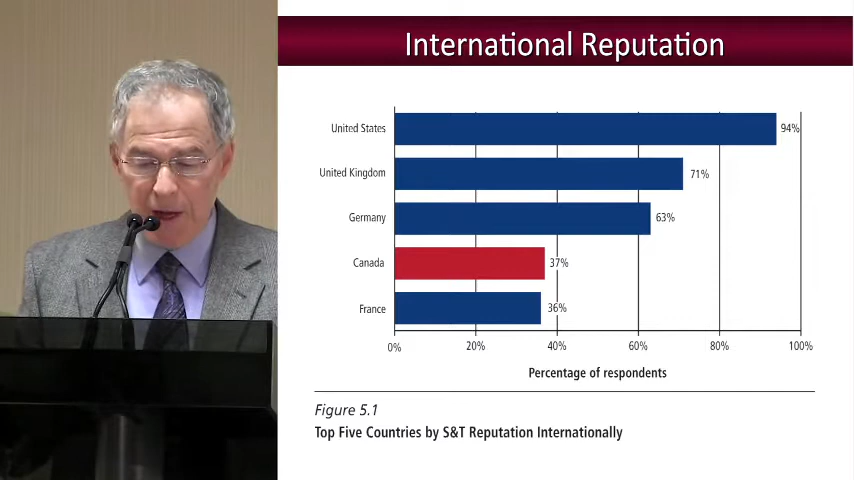 International Reputation
United States
94%
United Kingdom
71%
Germany
63%
Canada
37%
France
36%
0%
20%
40%
60%
80%
100%
Percentage of respondents
Figure 5.1
Top Five Countries by S&T Reputation Internationally